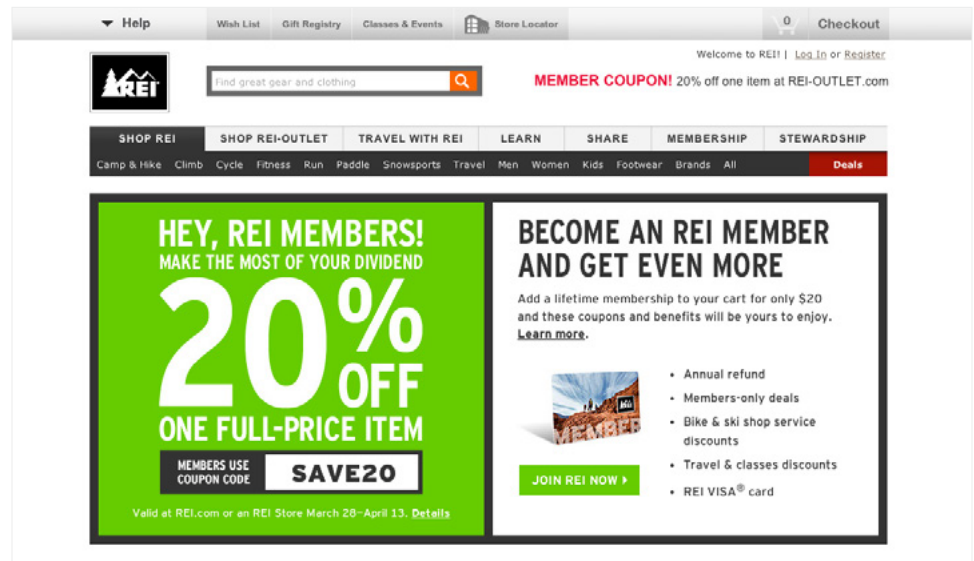 Help
Wish List
Gift Registry
Classes & Events
Store Locator
0
Checkout
Welcome to REI! | Log In or Register
REI
Find great gear and clothing
MEMBER COUPON! 20% off one item at REI-OUTLET.com
SHOP REI
SHOP REI-OUTLET
TRAVEL WITH REI
LEARN
SHARE
MEMBERSHIP
STEWARDSHIP
Camp & Hike Climb Cycle Fitness Run Paddle Snowsports Travel Men Women Kids Footwear Brands All
Deals
HEY, REI MEMBERS!
MAKE THE MOST OF YOUR DIVIDEND
20%
OFF
ONE FULL-PRICE ITEM
MEMBERS USE
COUPON CODE
SAVE20
Valid at REI.com or an REI Store March 28–April 13. Details
BECOME AN REI MEMBER
AND GET EVEN MORE
Add a lifetime membership to your cart for only $20
and these coupons and benefits will be yours to enjoy.
Learn more.
REI
MEMBER
JOIN REI NOW
• Annual refund
• Members-only deals
• Bike & ski shop service
discounts
• Travel & classes discounts
• REI VISA® card